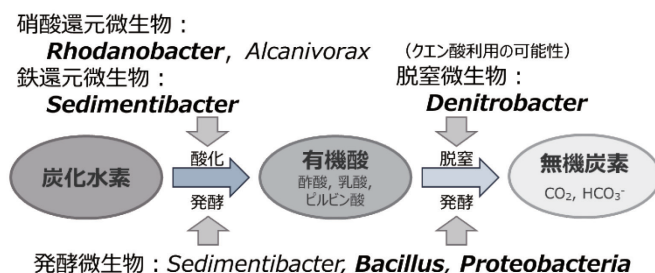 硝酸還元微生物：
Rhodanobacter, Alcanivorax
鉄還元微生物：
Sedimentibacter
（クエン酸利用の可能性）
脱窒微生物：
Denitrobacter
炭化水素
酸化
発酵
有機酸
酢酸, 乳酸,
ピルビン酸
脱窒
発酵
無機炭素
CO₂, HCO₃⁻
発酵微生物：Sedimentibacter, Bacillus, Proteobacteria